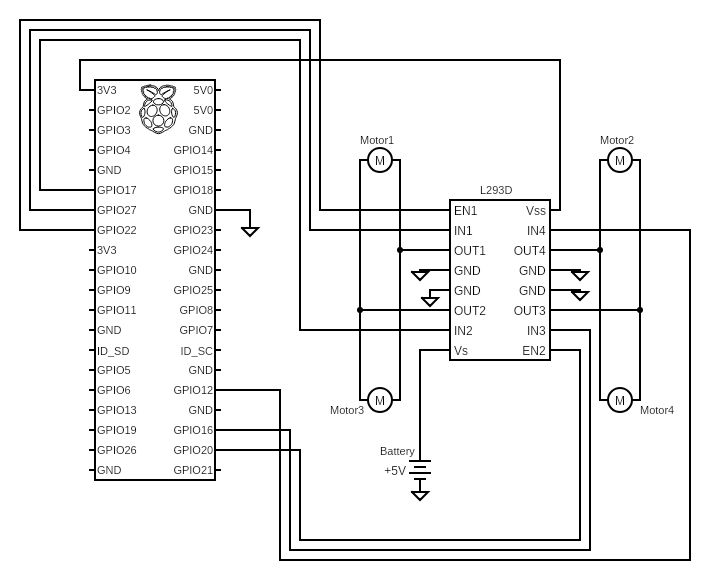 3V3 5V0
GPIO2 5V0
GPIO3 GND
GPIO4 GPIO14
GND GPIO15
GPIO17 GPIO18
GPIO27 GND
GPIO22 GPIO23
3V3 GPIO24
GPIO10 GND
GPIO9 GPIO25
GPIO11 GPIO8
GND GPIO7
ID_SD ID_SC
GPIO5 GND
GPIO6 GPIO12
GPIO13 GND
GPIO19 GPIO16
GPIO26 GPIO20
GND GPIO21
Motor1
M
Motor2
M
L293D
EN1 Vss
IN1 IN4
OUT1 OUT4
GND GND
GND GND
OUT2 OUT3
IN2 IN3
Vs EN2
M
Motor3
M
Motor4
Battery
+5V